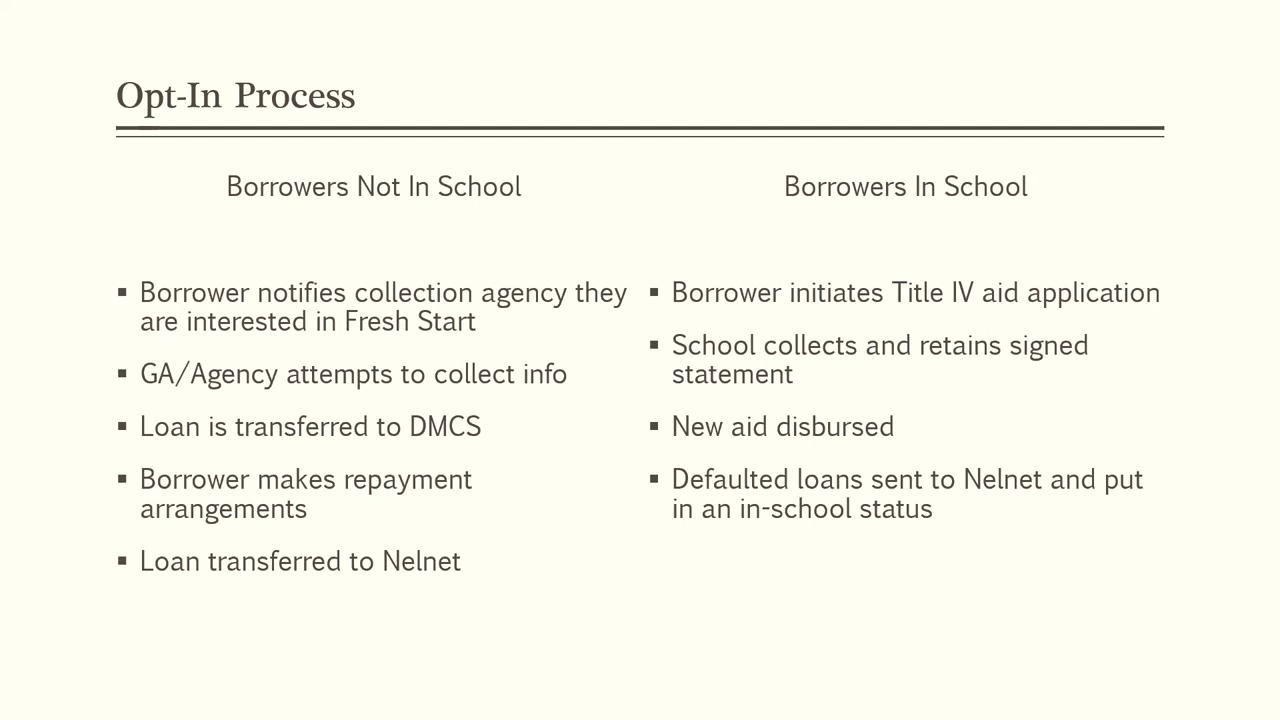 Opt-In Process
Borrowers Not In School
▪ Borrower notifies collection agency they
are interested in Fresh Start
▪ GA/Agency attempts to collect info
▪ Loan is transferred to DMCS
▪ Borrower makes repayment
arrangements
▪ Loan transferred to Nelnet
Borrowers In School
▪ Borrower initiates Title IV aid application
▪ School collects and retains signed
statement
▪ New aid disbursed
▪ Defaulted loans sent to Nelnet and put
in an in-school status